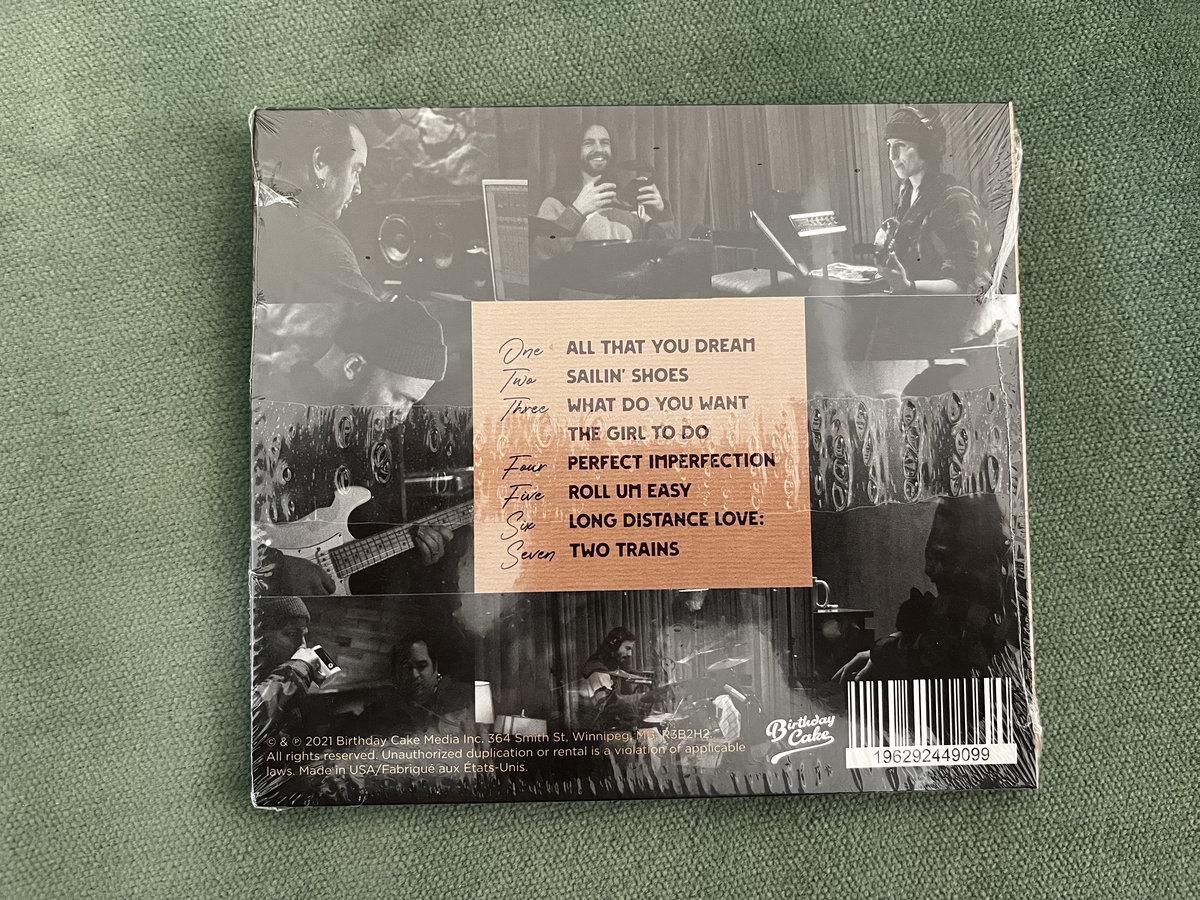 One ALL THAT YOU DREAM
Two SAILIN' SHOES
Three WHAT DO YOU WANT
THE GIRL TO DO
Four PERFECT IMPERFECTION
Five ROLL UM EASY
Six LONG DISTANCE LOVE:
Seven TWO TRAINS
© & ℗ 2021 Birthday Cake Media Inc. 364 Smith St, Winnipeg, MB. R3B2H2
All rights reserved. Unauthorized duplication or rental is a violation of applicable
laws. Made in USA/Fabriqué aux États-Unis.
Birthday
Cake
196292449099